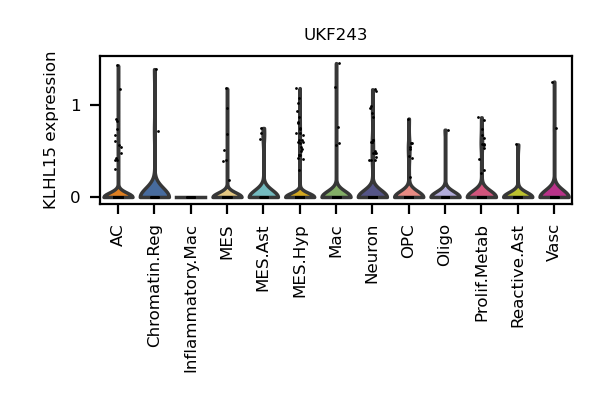 UKF243
KLHL15 expression
1
0
AC
Chromatin.Reg
Inflammatory.Mac
MES
MES.Ast
MES.Hyp
Mac
Neuron
OPC
Oligo
Prolif.Metab
Reactive.Ast
Vasc